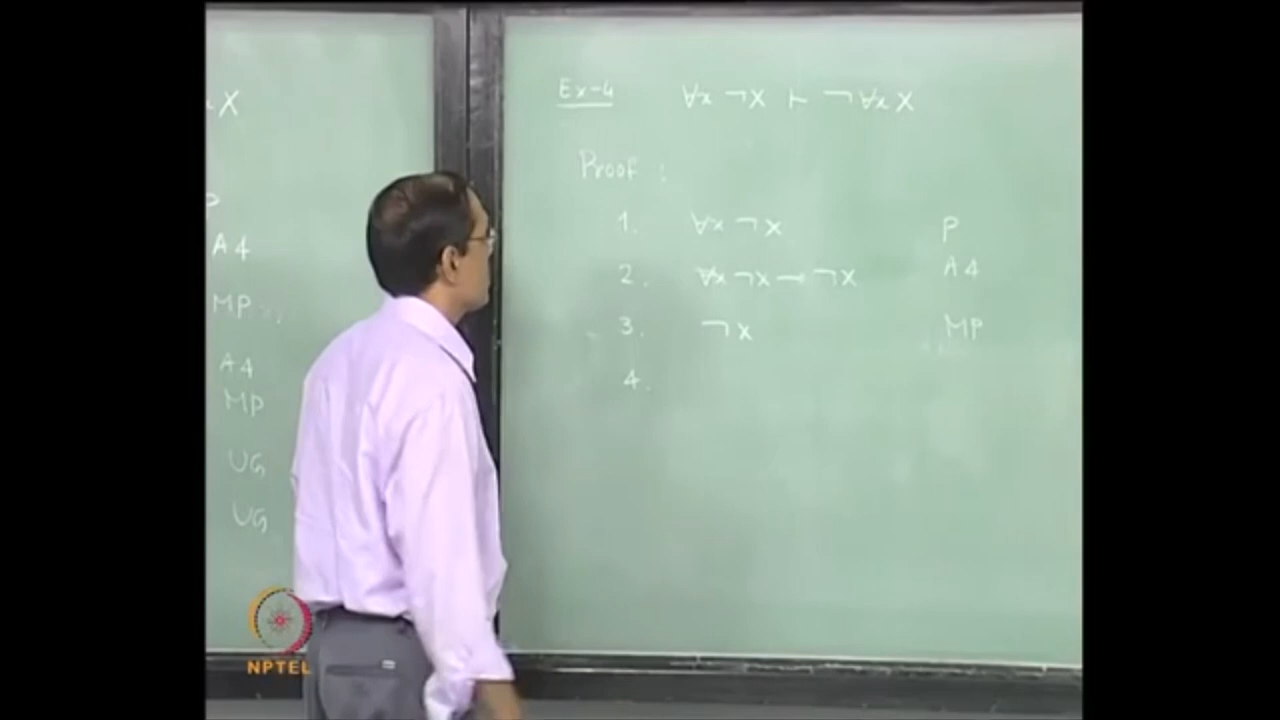 X
P
A4
MP
A4
MP
UG
UG
Ex-4 ∀x ¬X ⊢ ¬∀x X
Proof :
1. ∀x ¬X P
2. ∀x ¬X → ¬X A4
3. ¬X MP
4.
NPTEL